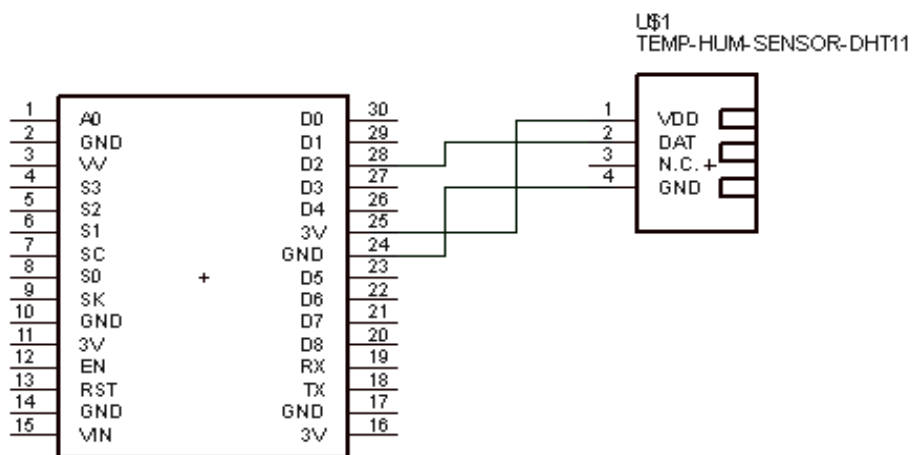 U$1
TEMP-HUM-SENSOR-DHT11
1 A0 D0 30
2 GND D1 29
3 VV D2 28
4 S3 D3 27
5 S2 D4 26
6 S1 3V 25
7 SC GND 24
8 S0 D5 23
9 SK D6 22
10 GND D7 21
11 3V D8 20
12 EN RX 19
13 RST TX 18
14 GND GND 17
15 VIN 3V 16
1 VDD
2 DAT
3 N.C.
4 GND